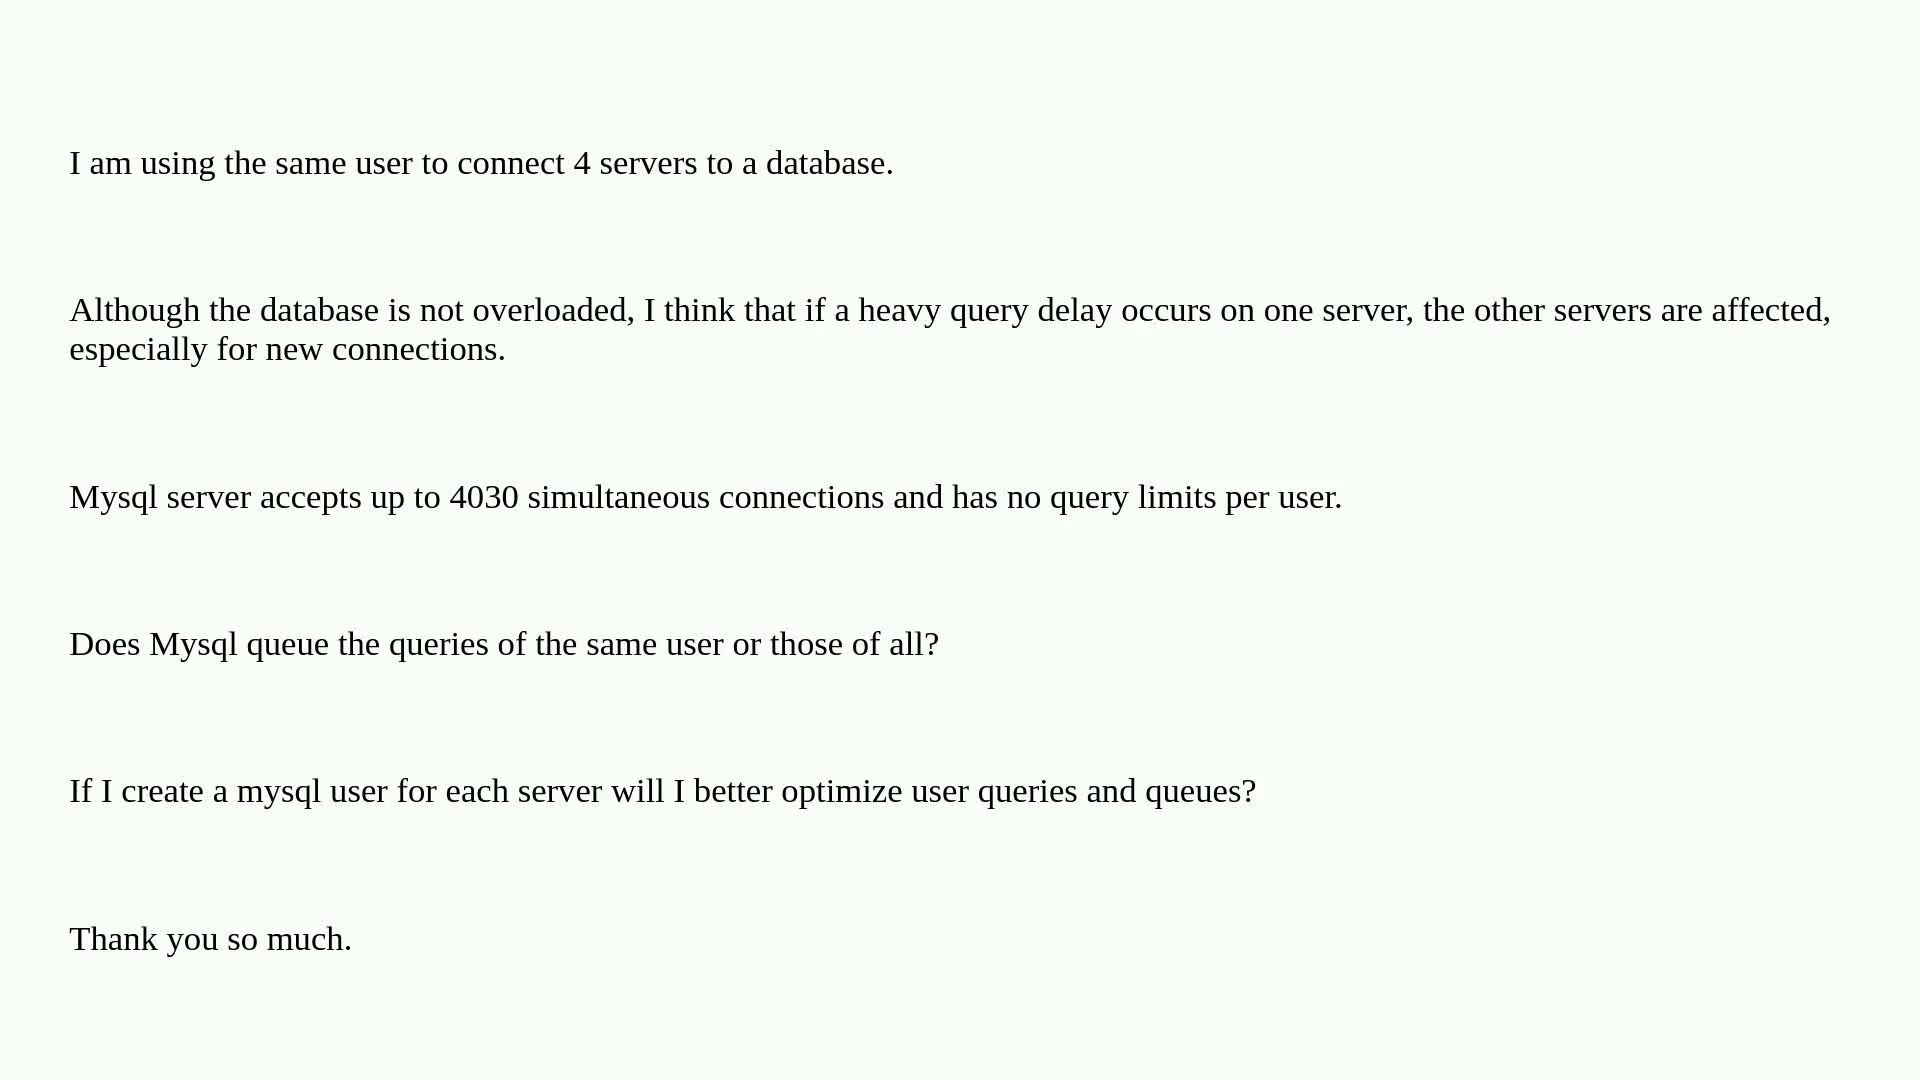 I am using the same user to connect 4 servers to a database.
Although the database is not overloaded, I think that if a heavy query delay occurs on one server, the other servers are affected,
especially for new connections.
Mysql server accepts up to 4030 simultaneous connections and has no query limits per user.
Does Mysql queue the queries of the same user or those of all?
If I create a mysql user for each server will I better optimize user queries and queues?
Thank you so much.